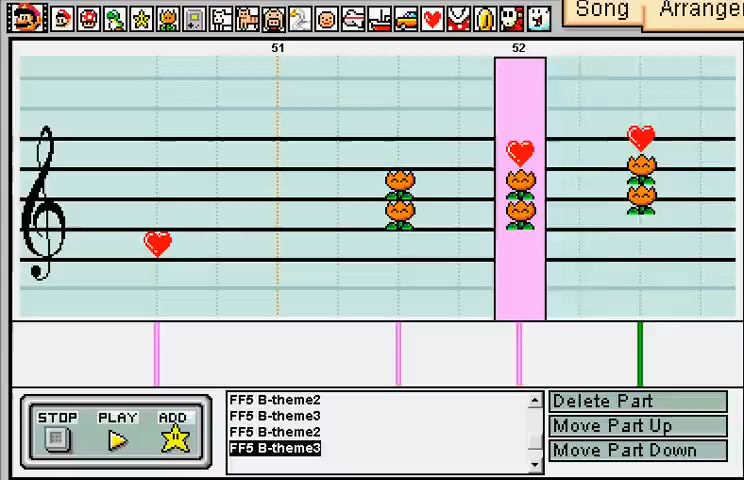 Song
Arranger
51
52
STOP
PLAY
ADD
FF5 B-theme2
FF5 B-theme3
FF5 B-theme2
FF5 B-theme3
Delete Part
Move Part Up
Move Part Down